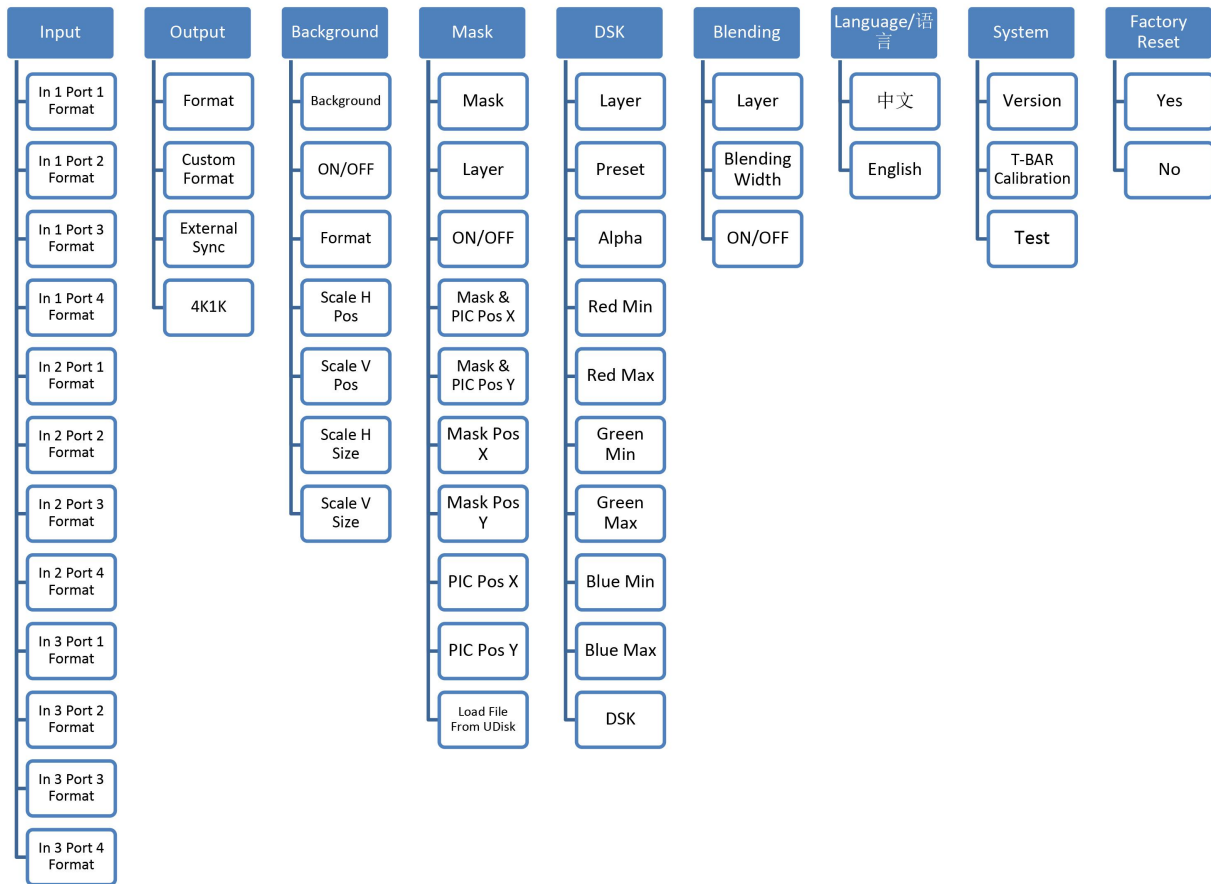 Input
In 1 Port 1
Format
In 1 Port 2
Format
In 1 Port 3
Format
In 1 Port 4
Format
In 2 Port 1
Format
In 2 Port 2
Format
In 2 Port 3
Format
In 2 Port 4
Format
In 3 Port 1
Format
In 3 Port 2
Format
In 3 Port 3
Format
In 3 Port 4
Format
Output
Format
Custom
Format
External
Sync
4K1K
Background
Background
ON/OFF
Format
Scale H
Pos
Scale V
Pos
Scale H
Size
Scale V
Size
Mask
Mask
Layer
ON/OFF
Mask &
PIC Pos X
Mask &
PIC Pos Y
Mask Pos
X
Mask Pos
Y
PIC Pos X
PIC Pos Y
Load File
From UDisk
DSK
Layer
Preset
Alpha
Red Min
Red Max
Green
Min
Green
Max
Blue Min
Blue Max
DSK
Blending
Layer
Blending
Width
ON/OFF
Language/语
言
中文
English
System
Version
T-BAR
Calibration
Test
Factory
Reset
Yes
No